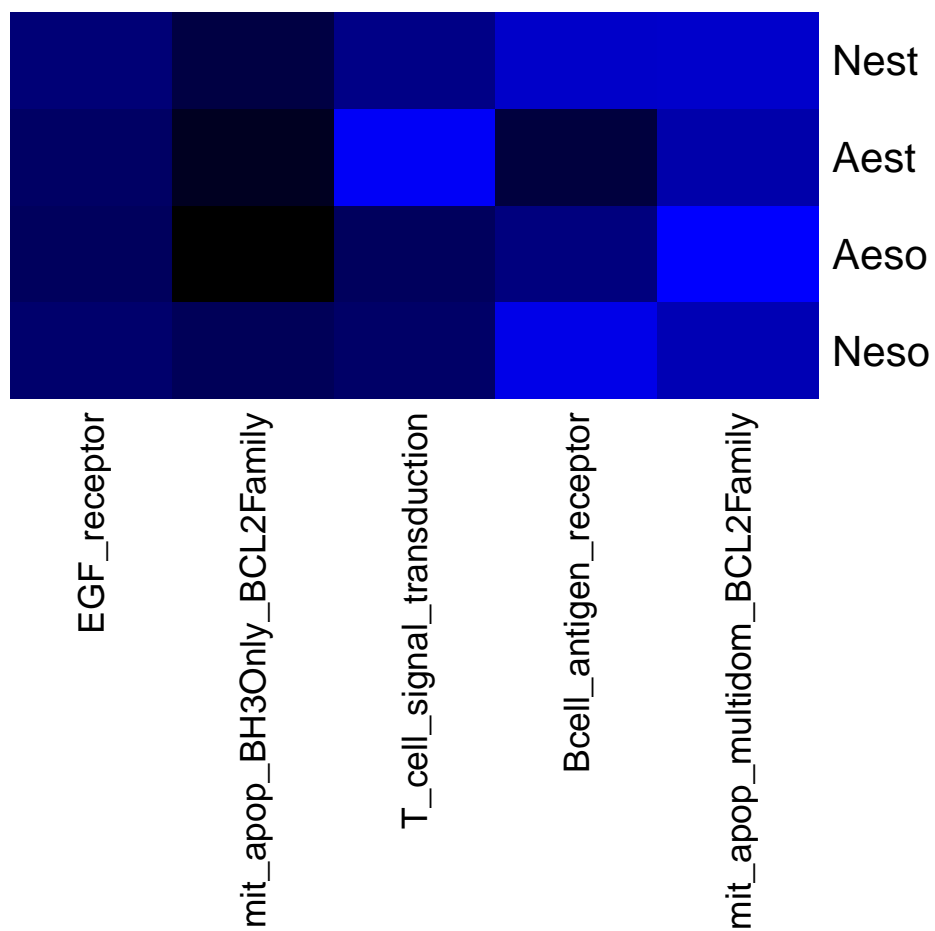 Nest
Aest
Aeso
Neso
EGF_receptor
mit_apop_BH3Only_BCL2Family
T_cell_signal_transduction
Bcell_antigen_receptor
mit_apop_multidom_BCL2Family